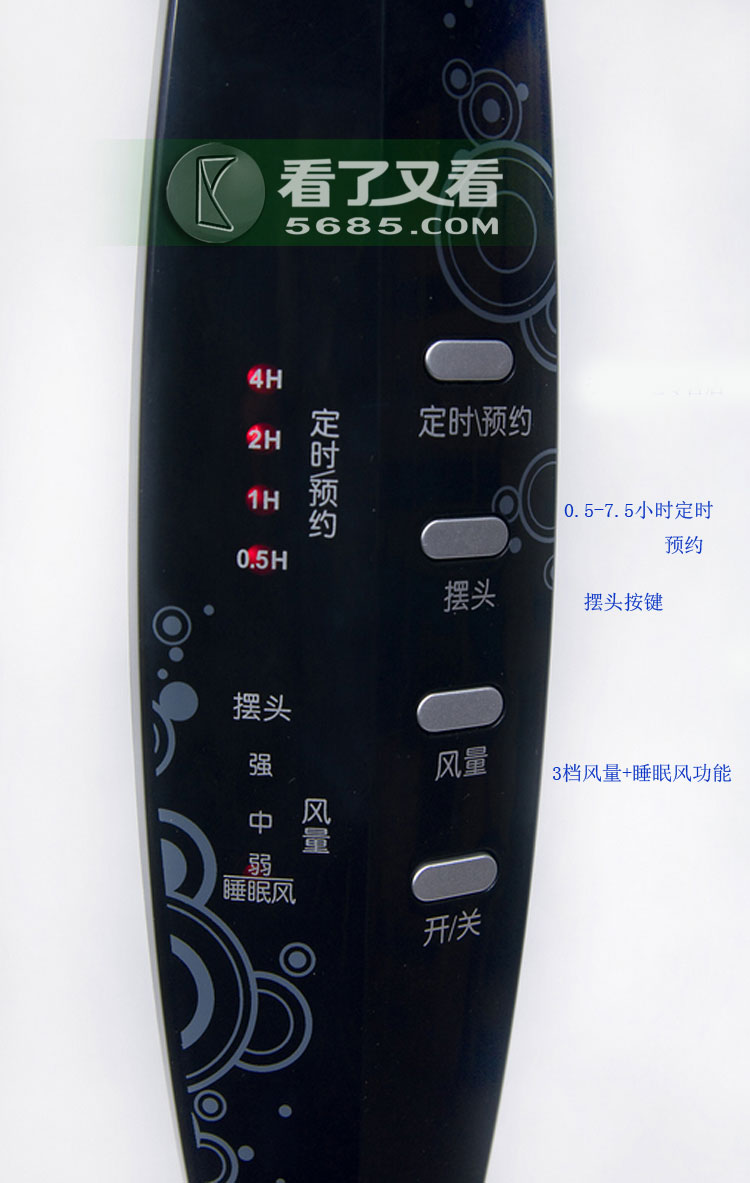 看了又看
5685.COM
4H
2H
1H
0.5H
定时/预约
定时\预约
0.5-7.5小时定时
预约
摆头
摆头按键
摆头
强
中
弱
睡眠风
风量
风量
3档风量+睡眠风功能
开/关